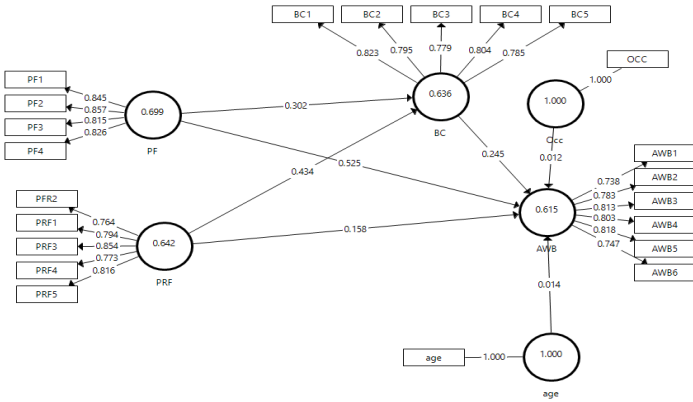 BC1
BC2
BC3
BC4
BC5
OCC
0.823
0.795
0.779
0.804
0.785
1.000
PF1
PF2
PF3
PF4
0.845
0.857
0.815
0.826
0.699
PF
0.302
0.636
BC
1.000
Occ
0.434
0.525
0.245
0.012
PFR2
PRF1
PRF3
PRF4
PRF5
0.764
0.794
0.854
0.773
0.816
0.642
PRF
0.158
0.615
AWB
0.738
0.783
0.813
0.803
0.818
0.747
AWB1
AWB2
AWB3
AWB4
AWB5
AWB6
0.014
age
1.000
1.000
age